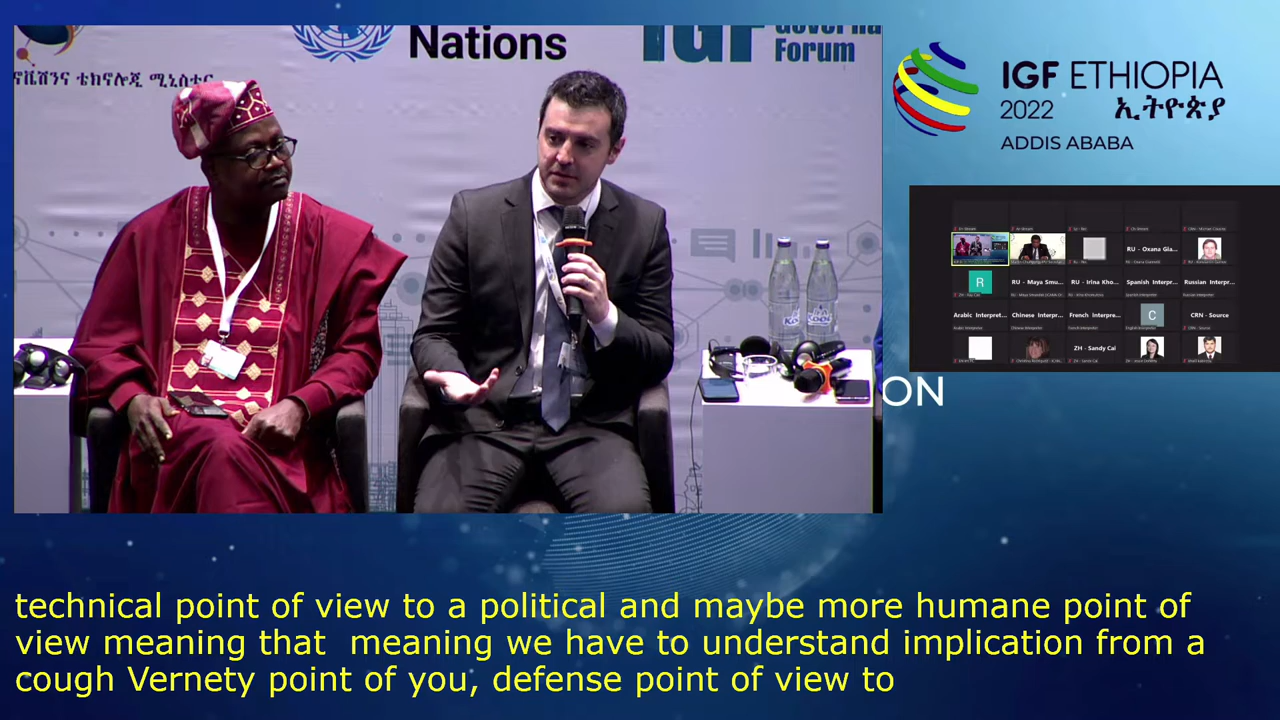 Nations
IGF
Governa
Forum
ኖቬሽንና ቴክኖሎጂ ሚኒስቴር
IGF ETHIOPIA
2022 ኢትዮጵያ
ADDIS ABABA
RU - Oxana Gia...
R
RU - Maya Smu...
RU - Irina Kho...
Spanish Interpr...
Russian Interpr...
Arabic Interpret...
Chinese Interpr...
French Interpre...
C
CRN - Source
ZH - Sandy Cai
ON
technical point of view to a political and maybe more humane point of
view meaning that meaning we have to understand implication from a
cough Vernety point of you, defense point of view to